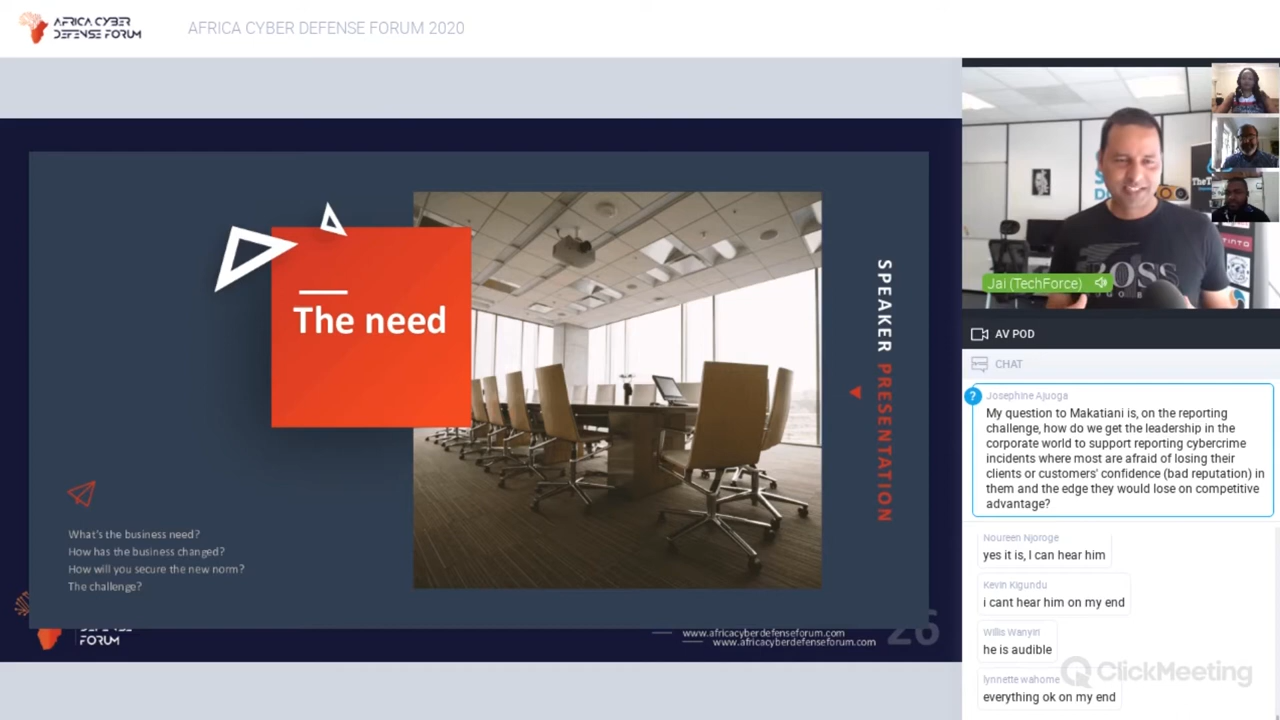 AFRICA CYBER
DEFENSE FORUM
AFRICA CYBER DEFENSE FORUM 2020
The need
SPEAKER PRESENTATION
What's the business need?
How has the business changed?
How will you secure the new norm?
The challenge?
DEFENSE
FORUM
www.africacyberdefenseforum.com
www.africacyberdefenseforum.com
26
BOSS
Jai (TechForce)
AV POD
CHAT
?
Josephine Ajuoga
My question to Makatiani is, on the reporting
challenge, how do we get the leadership in the
corporate world to support reporting cybercrime
incidents where most are afraid of losing their
clients or customers' confidence (bad reputation) in
them and the edge they would lose on competitive
advantage?
Noureen Njoroge
yes it is, I can hear him
Kevin Kigundu
i cant hear him on my end
Willis Wanyiri
he is audible
lynnette wahome
everything ok on my end
ClickMeeting